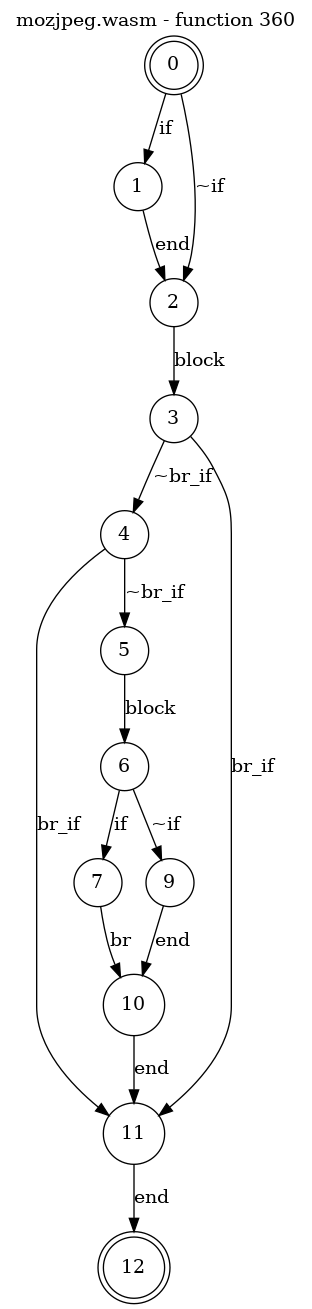 mozjpeg.wasm - function 360
0
if
1
~if
end
2
block
3
~br_if
4
~br_if
5
block
br_if
br_if
6
if
~if
7
9
br
end
10
end
11
end
12